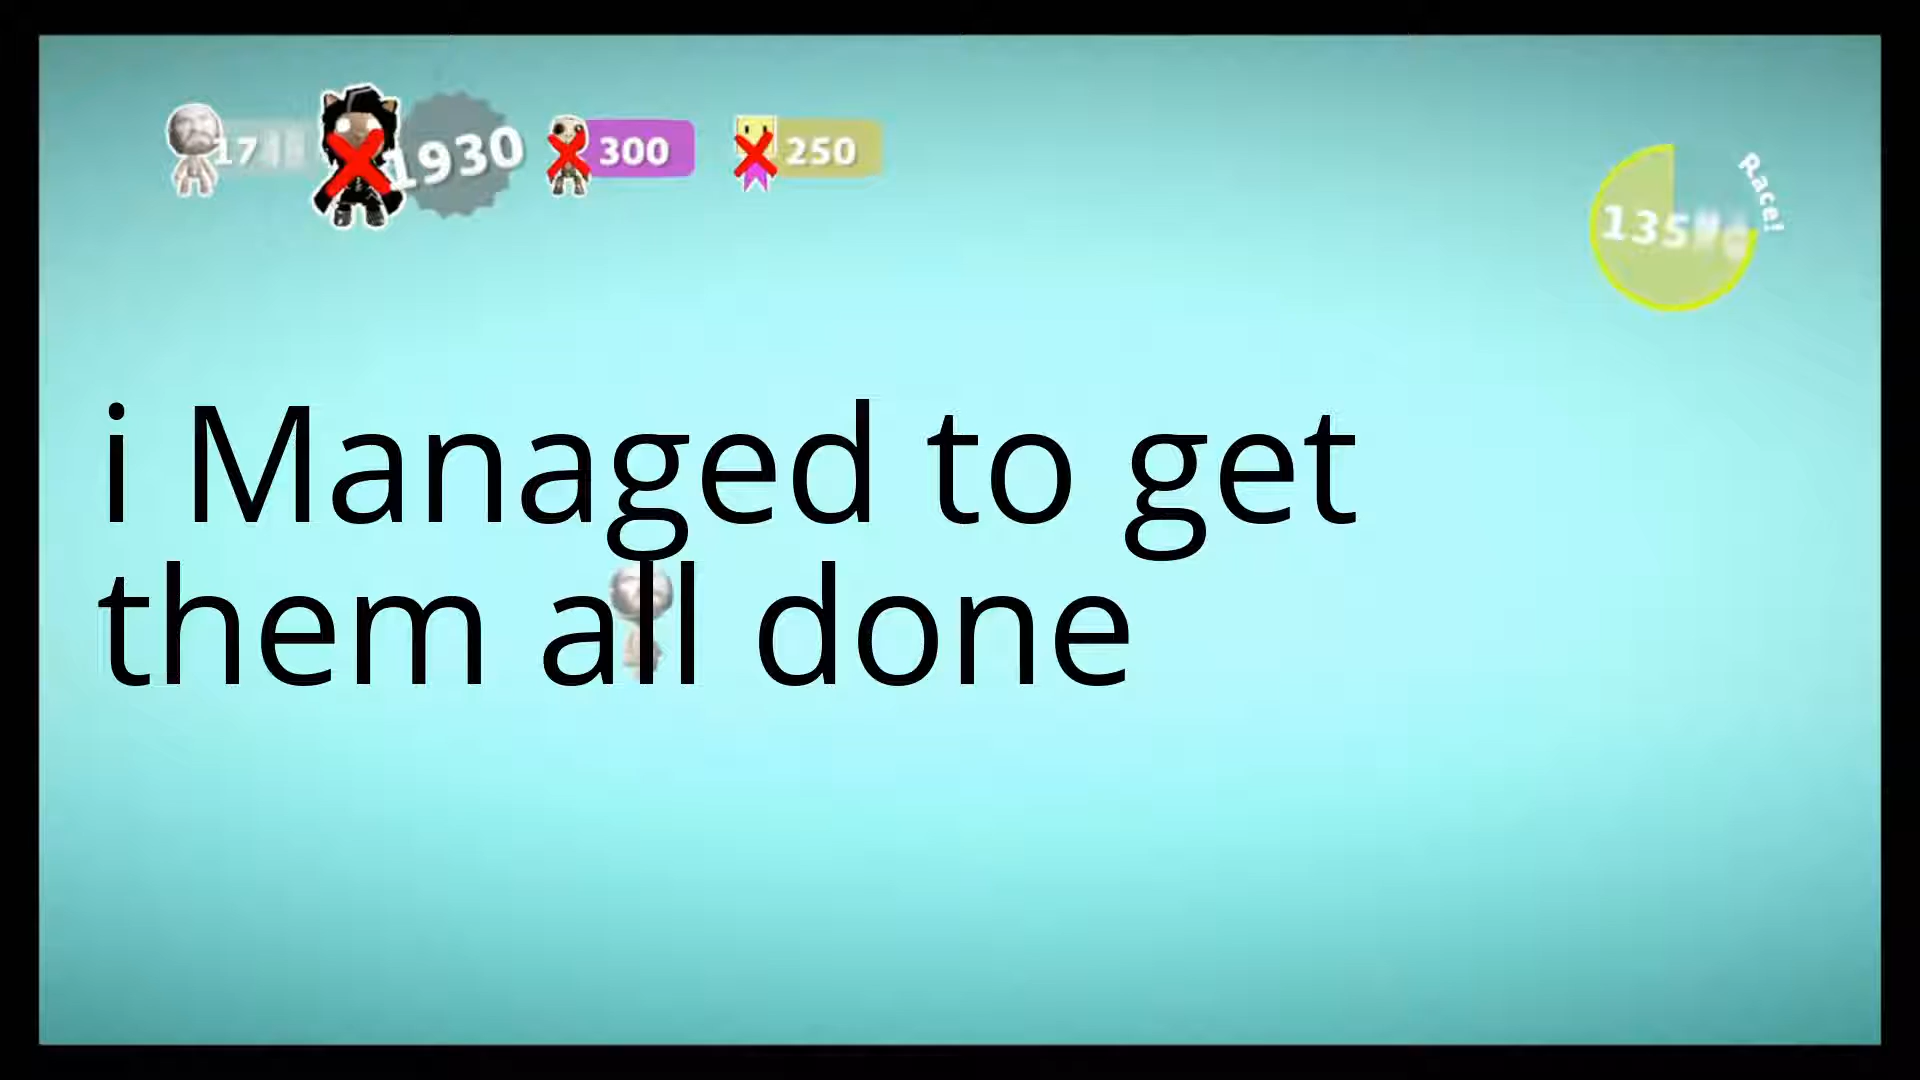 1930 300 250
Race!
i Managed to get
them all done